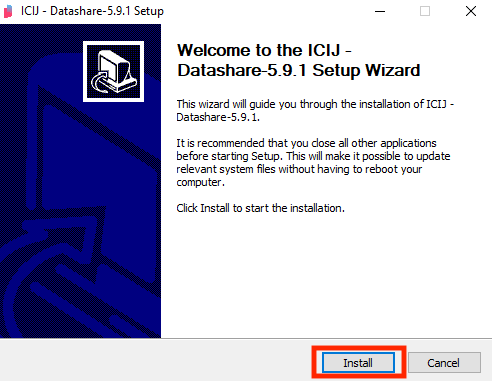 ICIJ - Datashare-5.9.1 Setup
Welcome to the ICIJ -
Datashare-5.9.1 Setup Wizard
This wizard will guide you through the installation of ICIJ -
Datashare-5.9.1.
It is recommended that you close all other applications
before starting Setup. This will make it possible to update
relevant system files without having to reboot your
computer.
Click Install to start the installation.
Install
Cancel